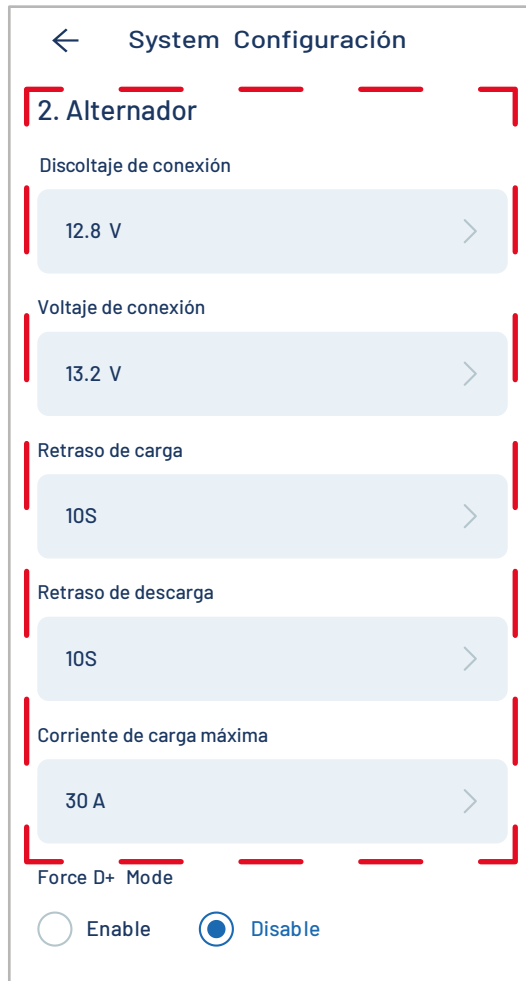 System Configuración
2. Alternador
Discoltaje de conexión
12.8 V
Voltaje de conexión
13.2 V
Retraso de carga
10S
Retraso de descarga
10S
Corriente de carga máxima
30 A
Force D+ Mode
Enable Disable